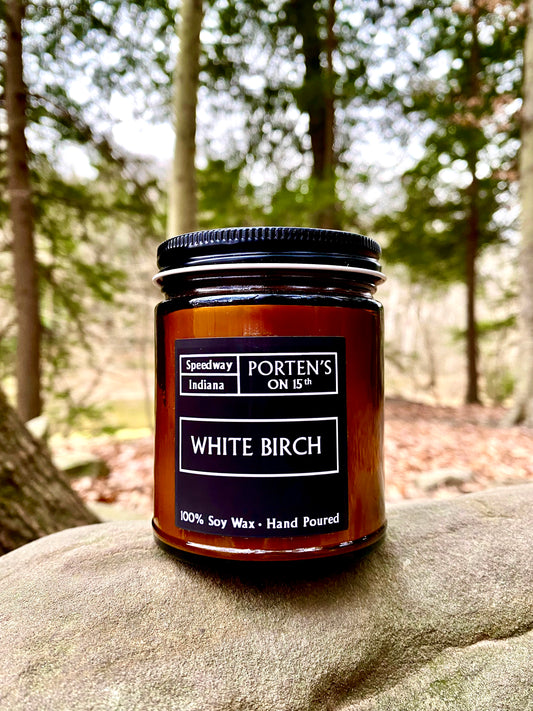 Speedway
Indiana
PORTEN'S
ON 15th
WHITE BIRCH
100% Soy Wax • Hand Poured